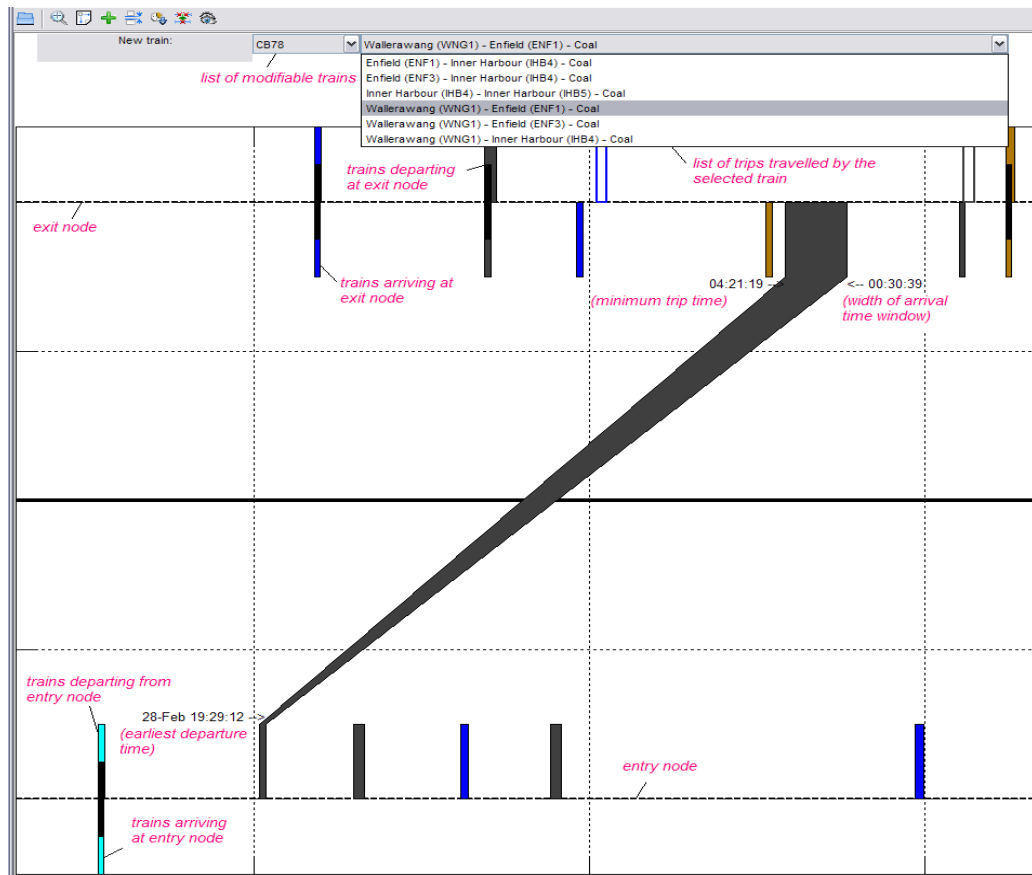 New train:
CB78
Wallerawang (WNG1) - Enfield (ENF1) - Coal
list of modifiable trains
Enfield (ENF1) - Inner Harbour (IHB4) - Coal
Enfield (ENF3) - Inner Harbour (IHB4) - Coal
Inner Harbour (IHB4) - Inner Harbour (IHB5) - Coal
Wallerawang (WNG1) - Enfield (ENF1) - Coal
Wallerawang (WNG1) - Enfield (ENF3) - Coal
Wallerawang (WNG1) - Inner Harbour (IHB4) - Coal
trains departing
at exit node
list of trips travelled by the
selected train
exit node
trains arriving at
exit node
04:21:19 -->
<-- 00:30:39
(minimum trip time)
(width of arrival
time window)
trains departing from
entry node
28-Feb 19:29:12 -->
(earliest departure
time)
entry node
trains arriving
at entry node